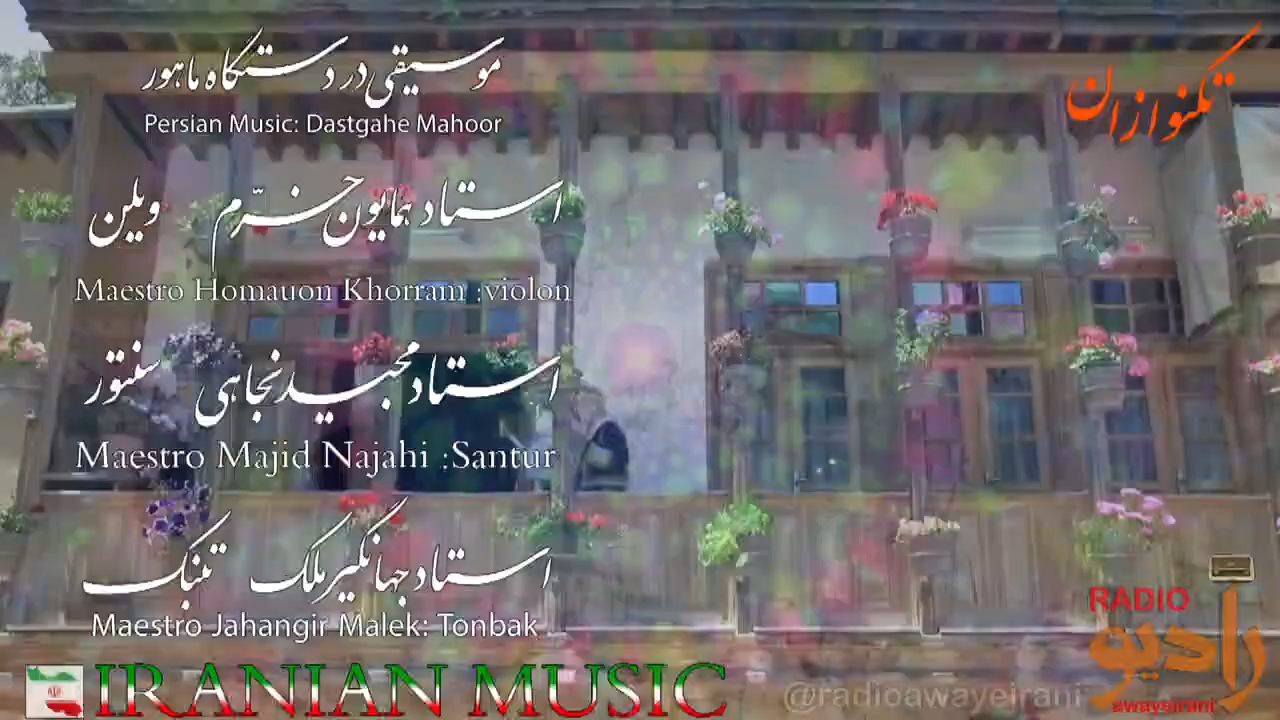 موسیقی در دستگاه ماهور
Persian Music: Dastgahe Mahoor
تکنوازان
استاد همایون خرّم ویلن
Maestro Homauon Khorram :violon
استاد مجید نجاهی سنتور
Maestro Majid Najahi :Santur
استاد جهانگیر ملک تنبک
Maestro Jahangir Malek: Tonbak
IRANIAN MUSIC
@radioawayeirani
RADIO
رادیو
awayeirani